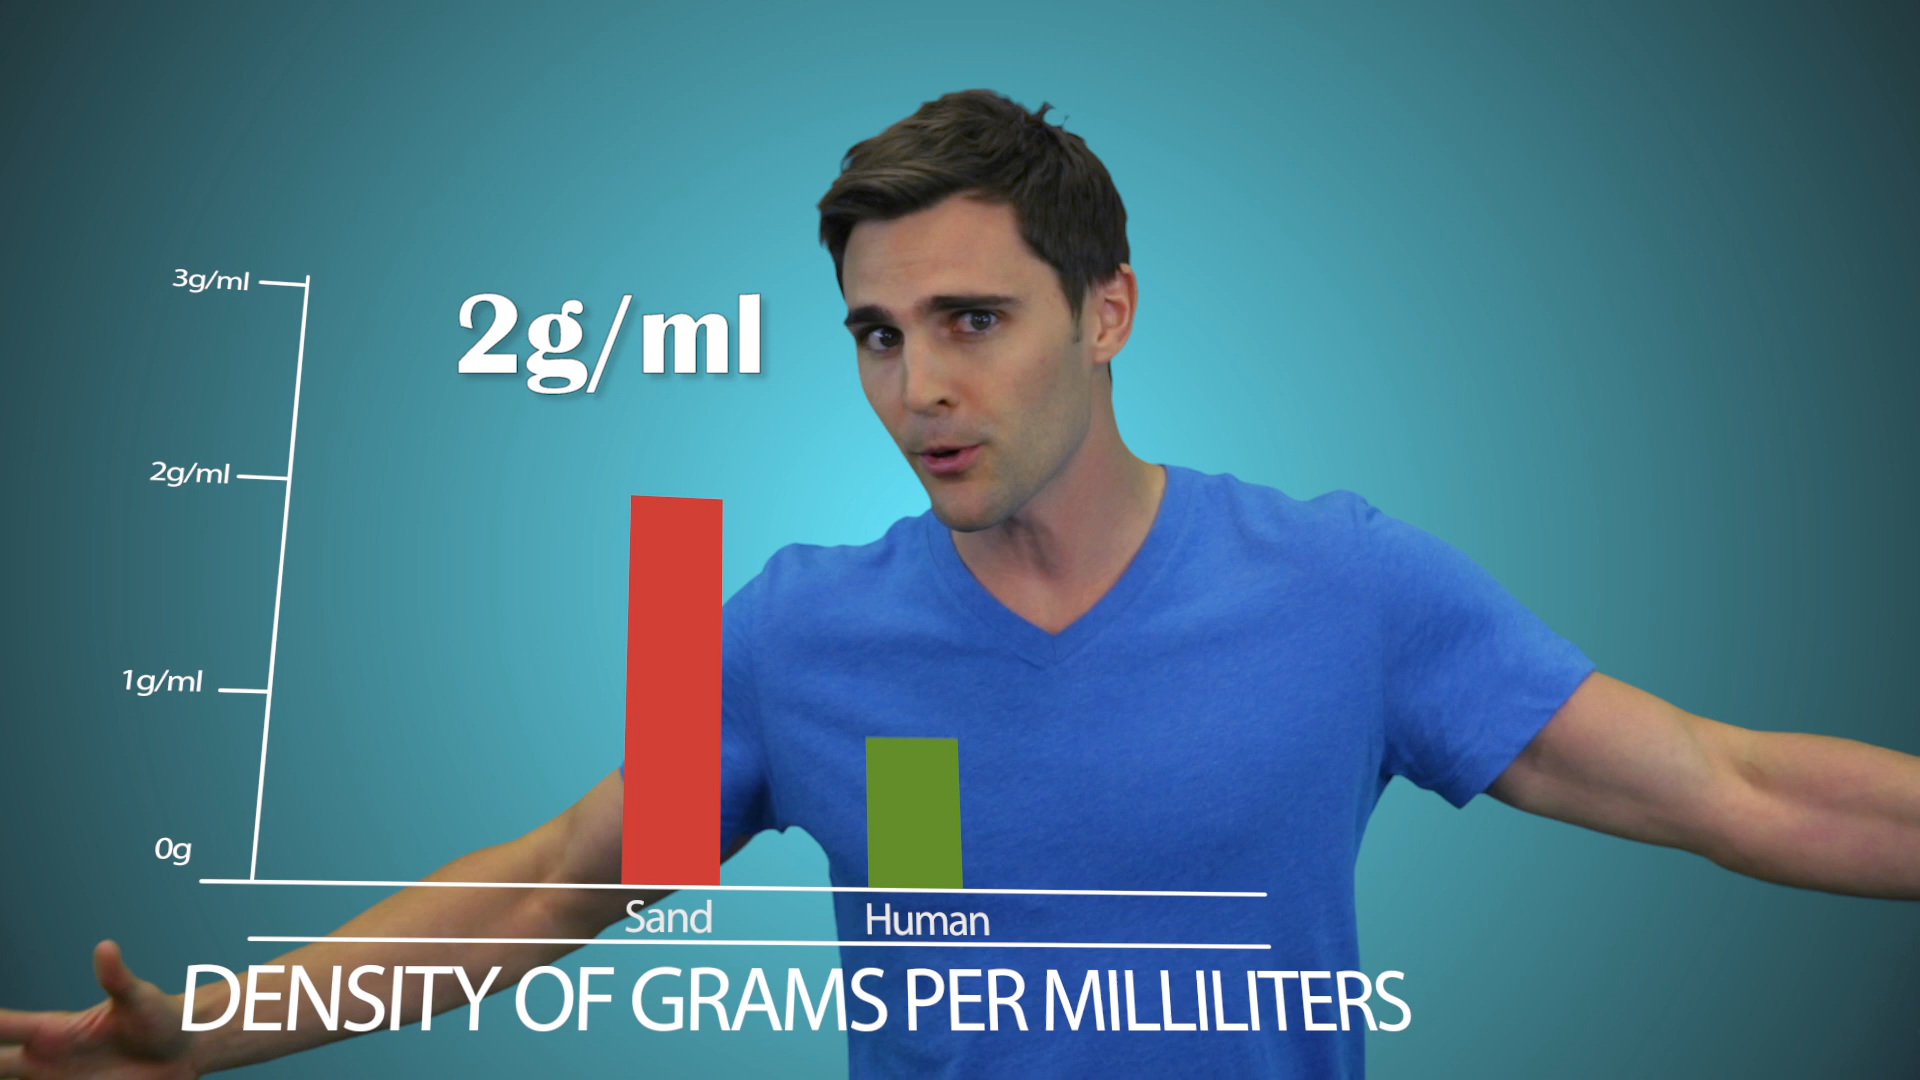 3g/ml
2g/ml
2g/ml
1g/ml
0g
Sand
Human
DENSITY OF GRAMS PER MILLILITERS